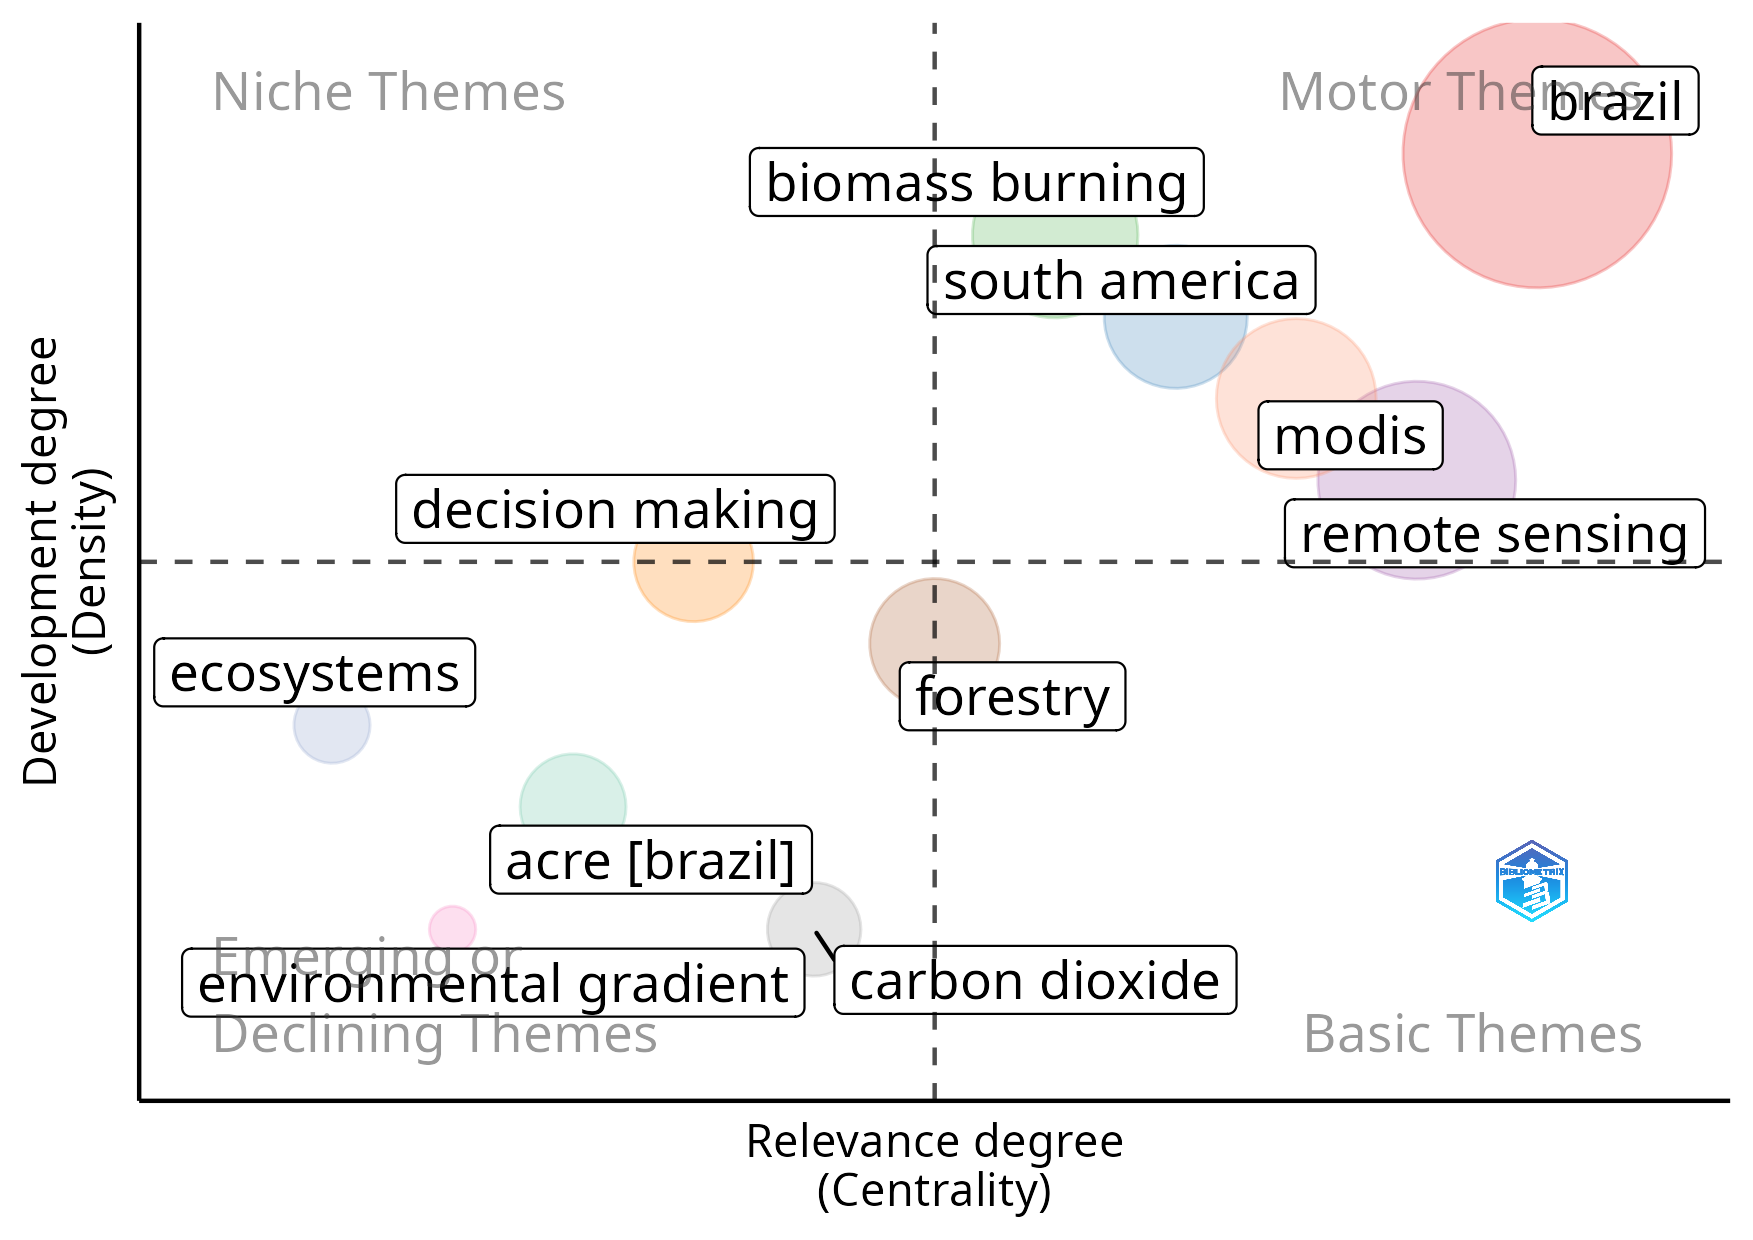 Niche Themes
Motor Themes
brazil
biomass burning
south america
modis
decision making
remote sensing
ecosystems
forestry
acre [brazil]
Emerging or
environmental gradient
carbon dioxide
Declining Themes
Basic Themes
BIBLIOMETRIX
Development degree
(Density)
Relevance degree
(Centrality)